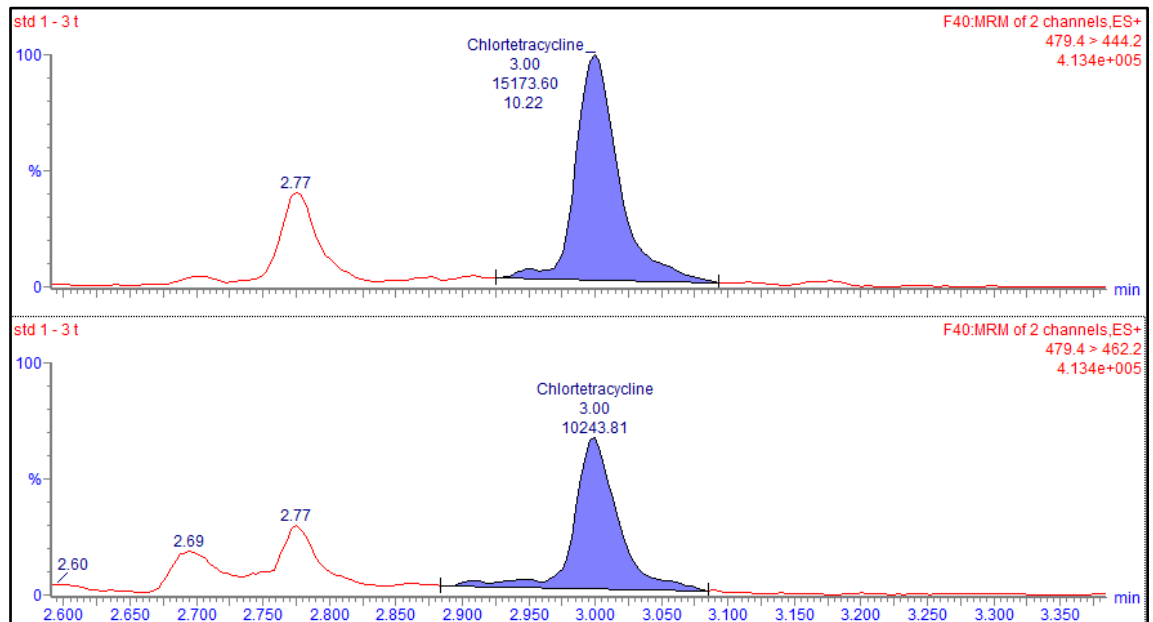 std 1 - 3 t
F40:MRM of 2 channels,ES+
479.4 > 444.2
4.134e+005
Chlortetracycline
3.00
15173.60
10.22
100
%
0
2.77
min
std 1 - 3 t
F40:MRM of 2 channels,ES+
479.4 > 462.2
4.134e+005
Chlortetracycline
3.00
10243.81
100
%
0
2.60
2.69
2.77
min
2.600 2.700 2.750 2.800 2.850 2.900 2.950 3.000 3.050 3.100 3.150 3.200 3.250 3.300 3.350